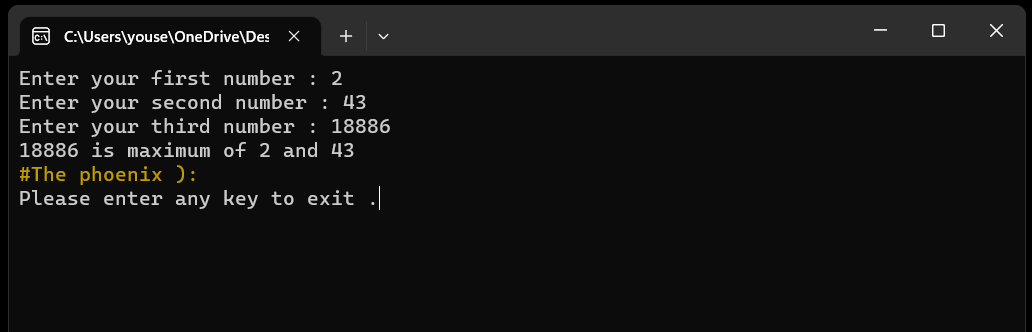 C:\Users\youse\OneDrive\Des
Enter your first number : 2
Enter your second number : 43
Enter your third number : 18886
18886 is maximum of 2 and 43
#The phoenix ):
Please enter any key to exit .